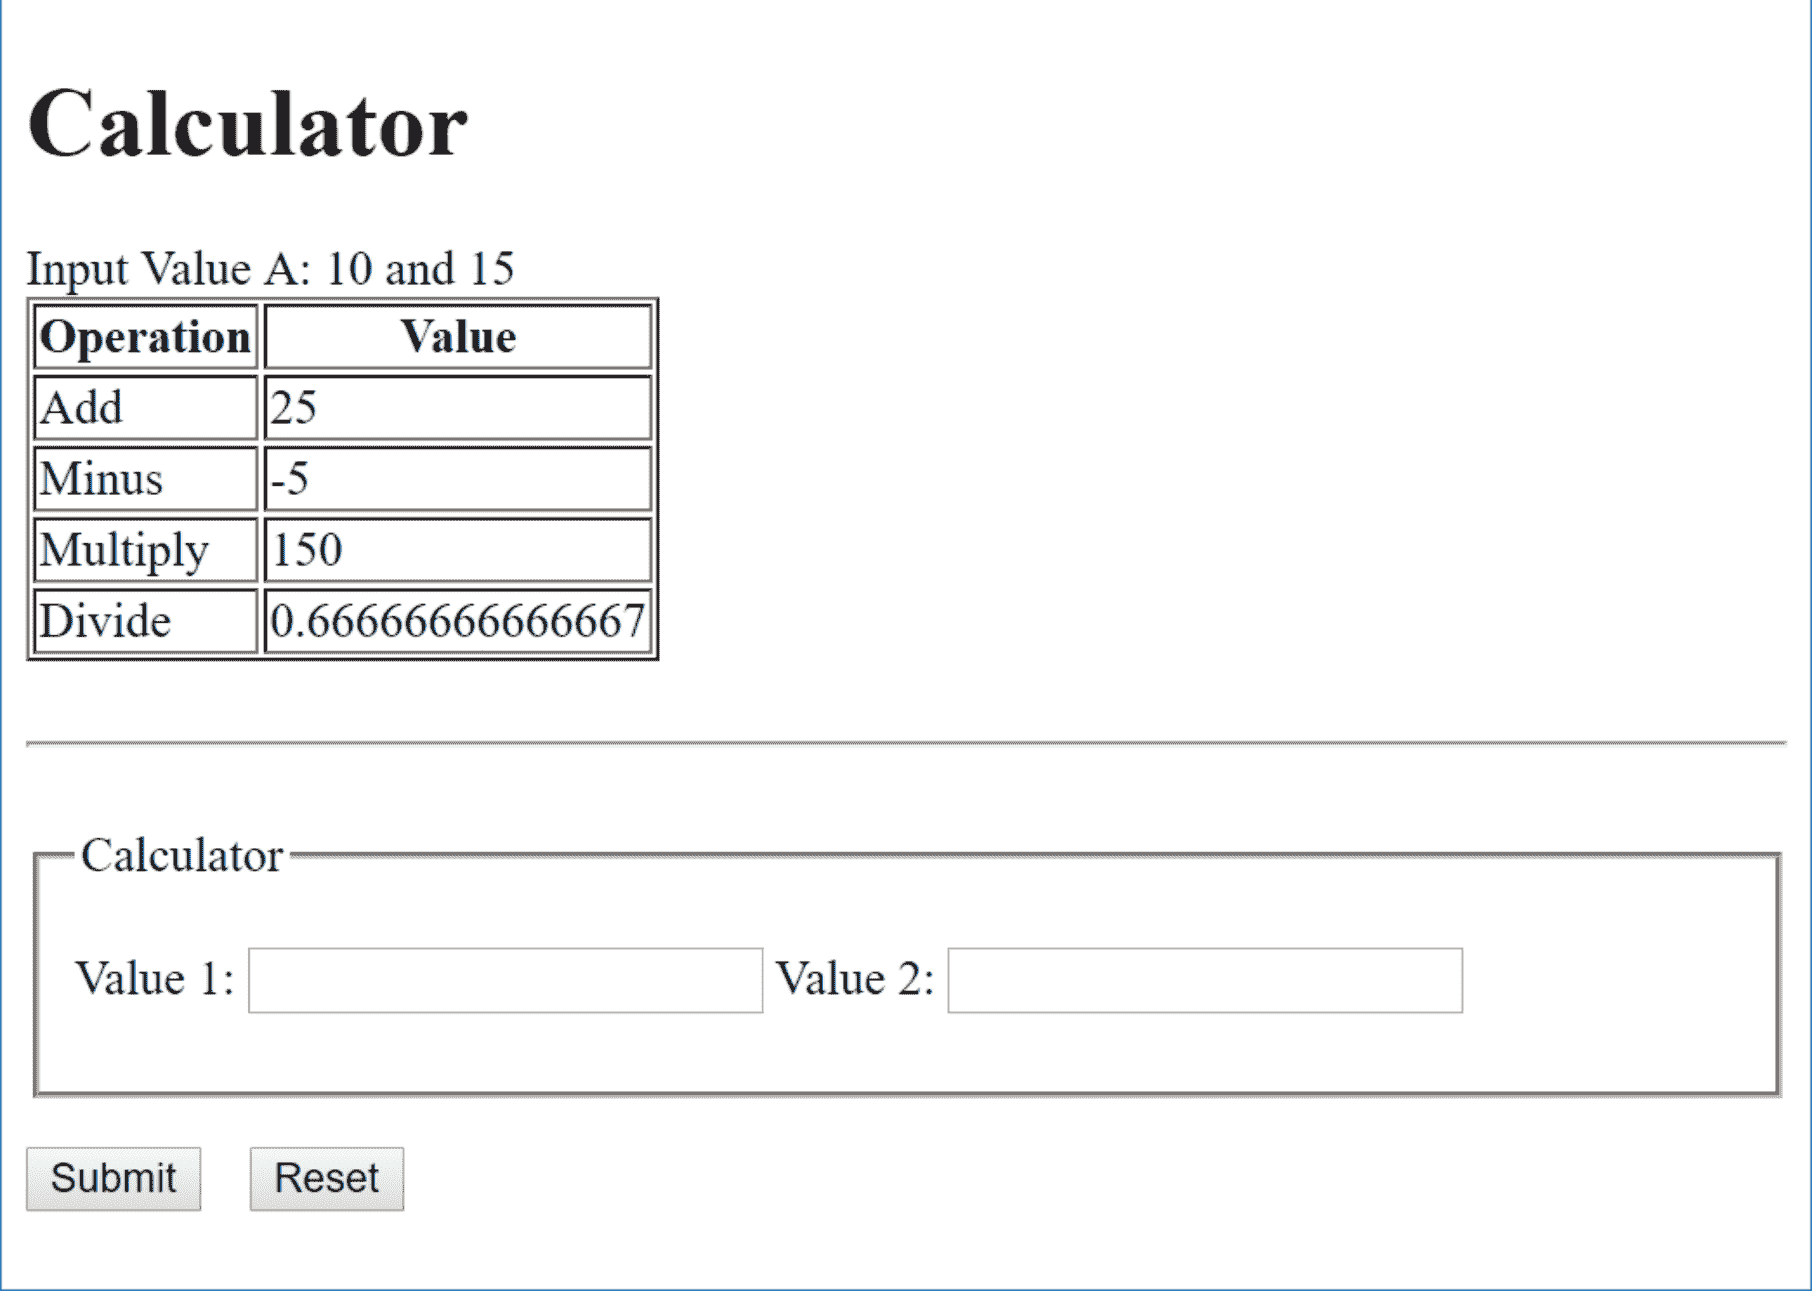 Calculator
Input Value A: 10 and 15
Operation Value
Add 25
Minus -5
Multiply 150
Divide 0.66666666666667
Calculator
Value 1: Value 2:
Submit Reset